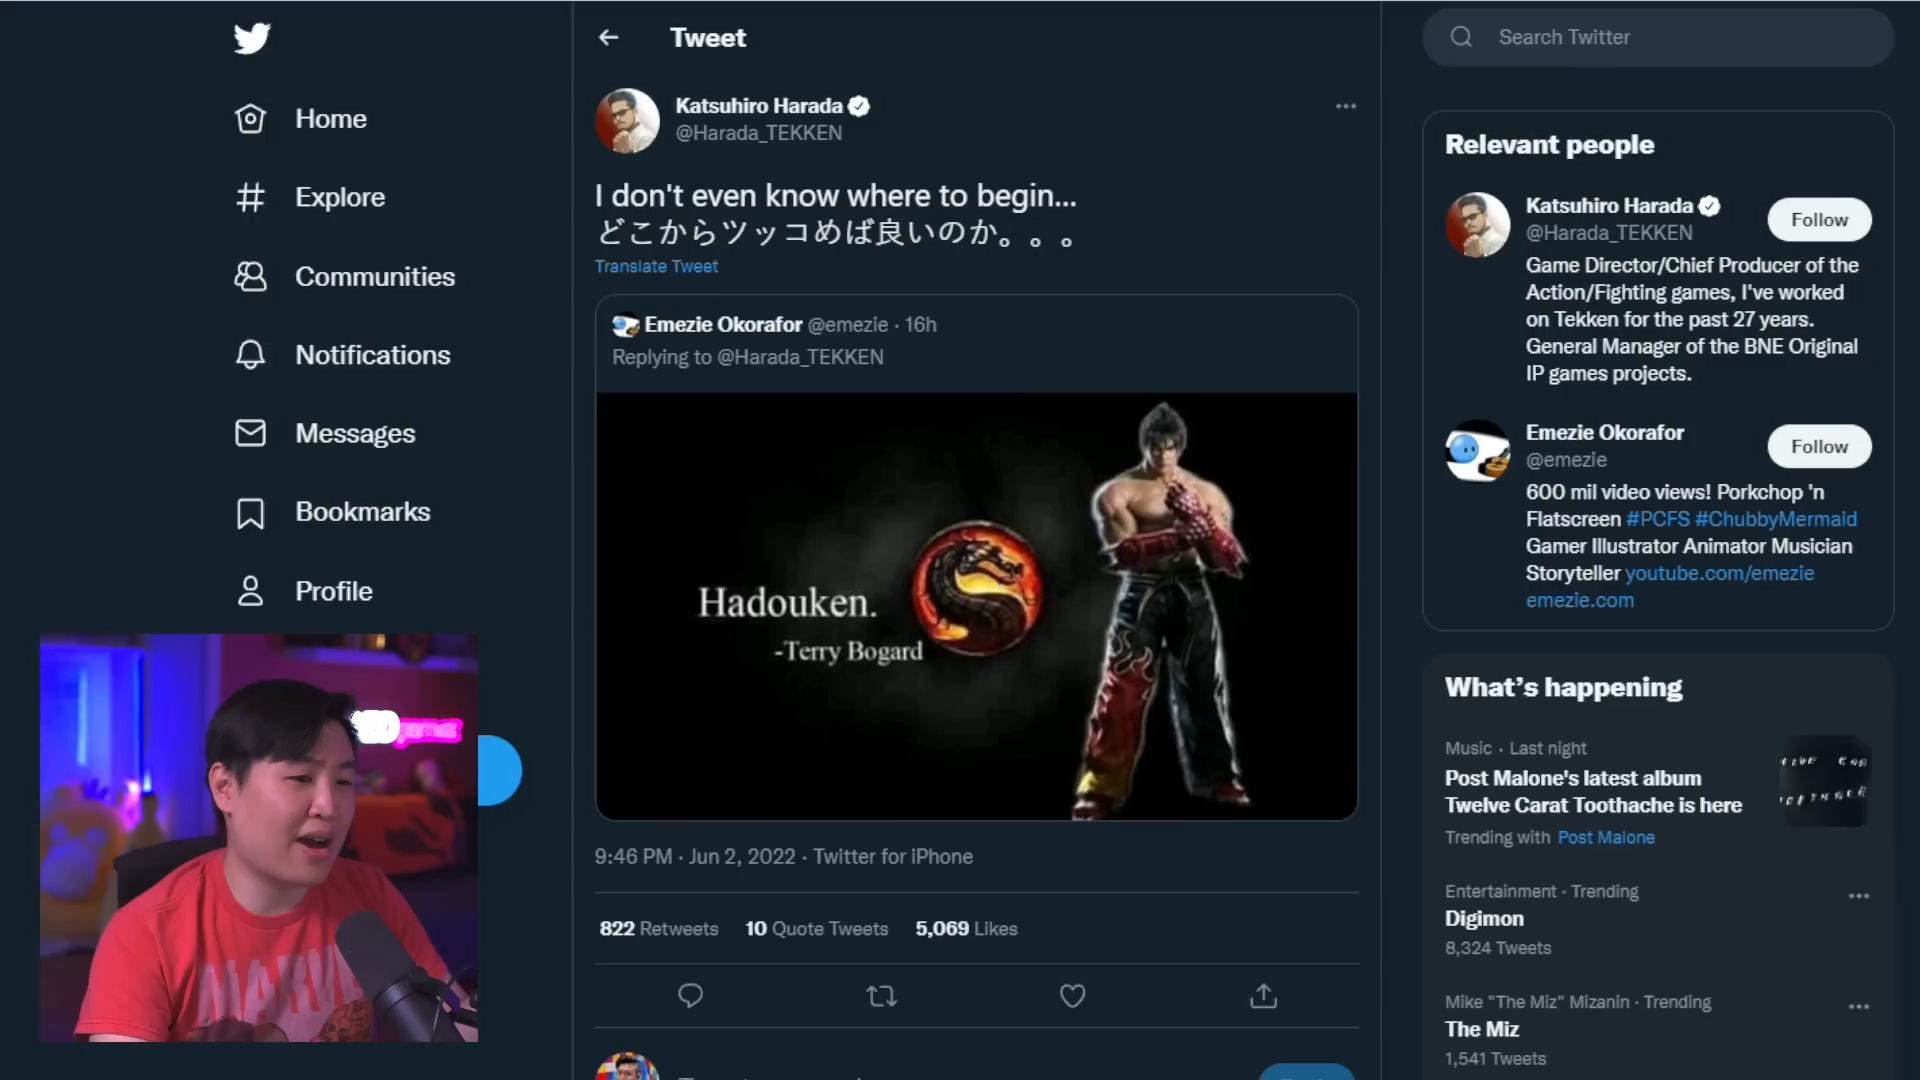 Home
Explore
Communities
Notifications
Messages
Bookmarks
Profile
Tweet
Katsuhiro Harada
@Harada_TEKKEN
I don't even know where to begin...
どこからツッコめば良いのか。。。
Translate Tweet
Emezie Okorafor @emezie · 16h
Replying to @Harada_TEKKEN
Hadouken.
-Terry Bogard
9:46 PM · Jun 2, 2022 · Twitter for iPhone
822 Retweets 10 Quote Tweets 5,069 Likes
Search Twitter
Relevant people
Katsuhiro Harada
@Harada_TEKKEN
Follow
Game Director/Chief Producer of the
Action/Fighting games, I've worked
on Tekken for the past 27 years.
General Manager of the BNE Original
IP games projects.
Emezie Okorafor
@emezie
Follow
600 mil video views! Porkchop 'n
Flatscreen #PCFS #ChubbyMermaid
Gamer Illustrator Animator Musician
Storyteller youtube.com/emezie
emezie.com
What's happening
Music · Last night
Post Malone's latest album
Twelve Carat Toothache is here
Trending with Post Malone
Entertainment · Trending
Digimon
8,324 Tweets
Mike "The Miz" Mizanin · Trending
The Miz
1,541 Tweets